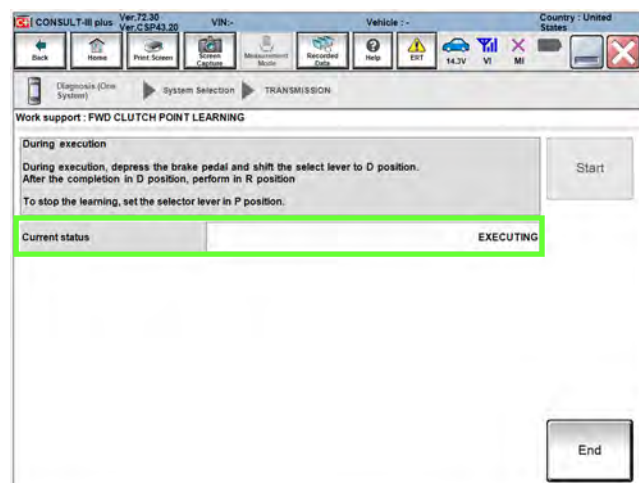 CONSULT-III plus Ver.72.30 VIN:- Vehicle : - Country : United
Ver.CSP43.20 States
Back Home Print Screen Screen Capture Measurement Mode Recorded Data Help ERT 14.3V VI MI
Diagnosis (One System) System Selection TRANSMISSION
Work support : FWD CLUTCH POINT LEARNING
During execution
During execution, depress the brake pedal and shift the select lever to D position.
After the completion in D position, perform in R position
To stop the learning, set the selector lever in P position.
Start
Current status EXECUTING
End